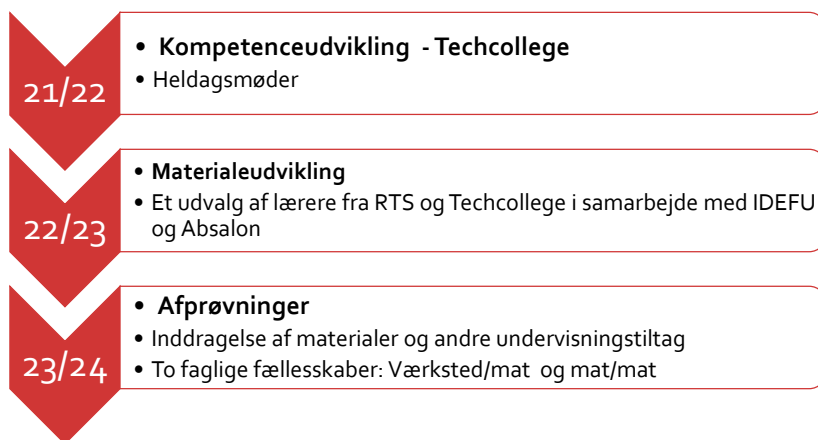 21/22
• Kompetenceudvikling - Techcollege
• Heldagsmøder
22/23
• Materialeudvikling
• Et udvalg af lærere fra RTS og Techcollege i samarbejde med IDEFU
og Absalon
23/24
• Afprøvninger
• Inddragelse af materialer og andre undervisningstiltag
• To faglige fællesskaber: Værksted/mat og mat/mat